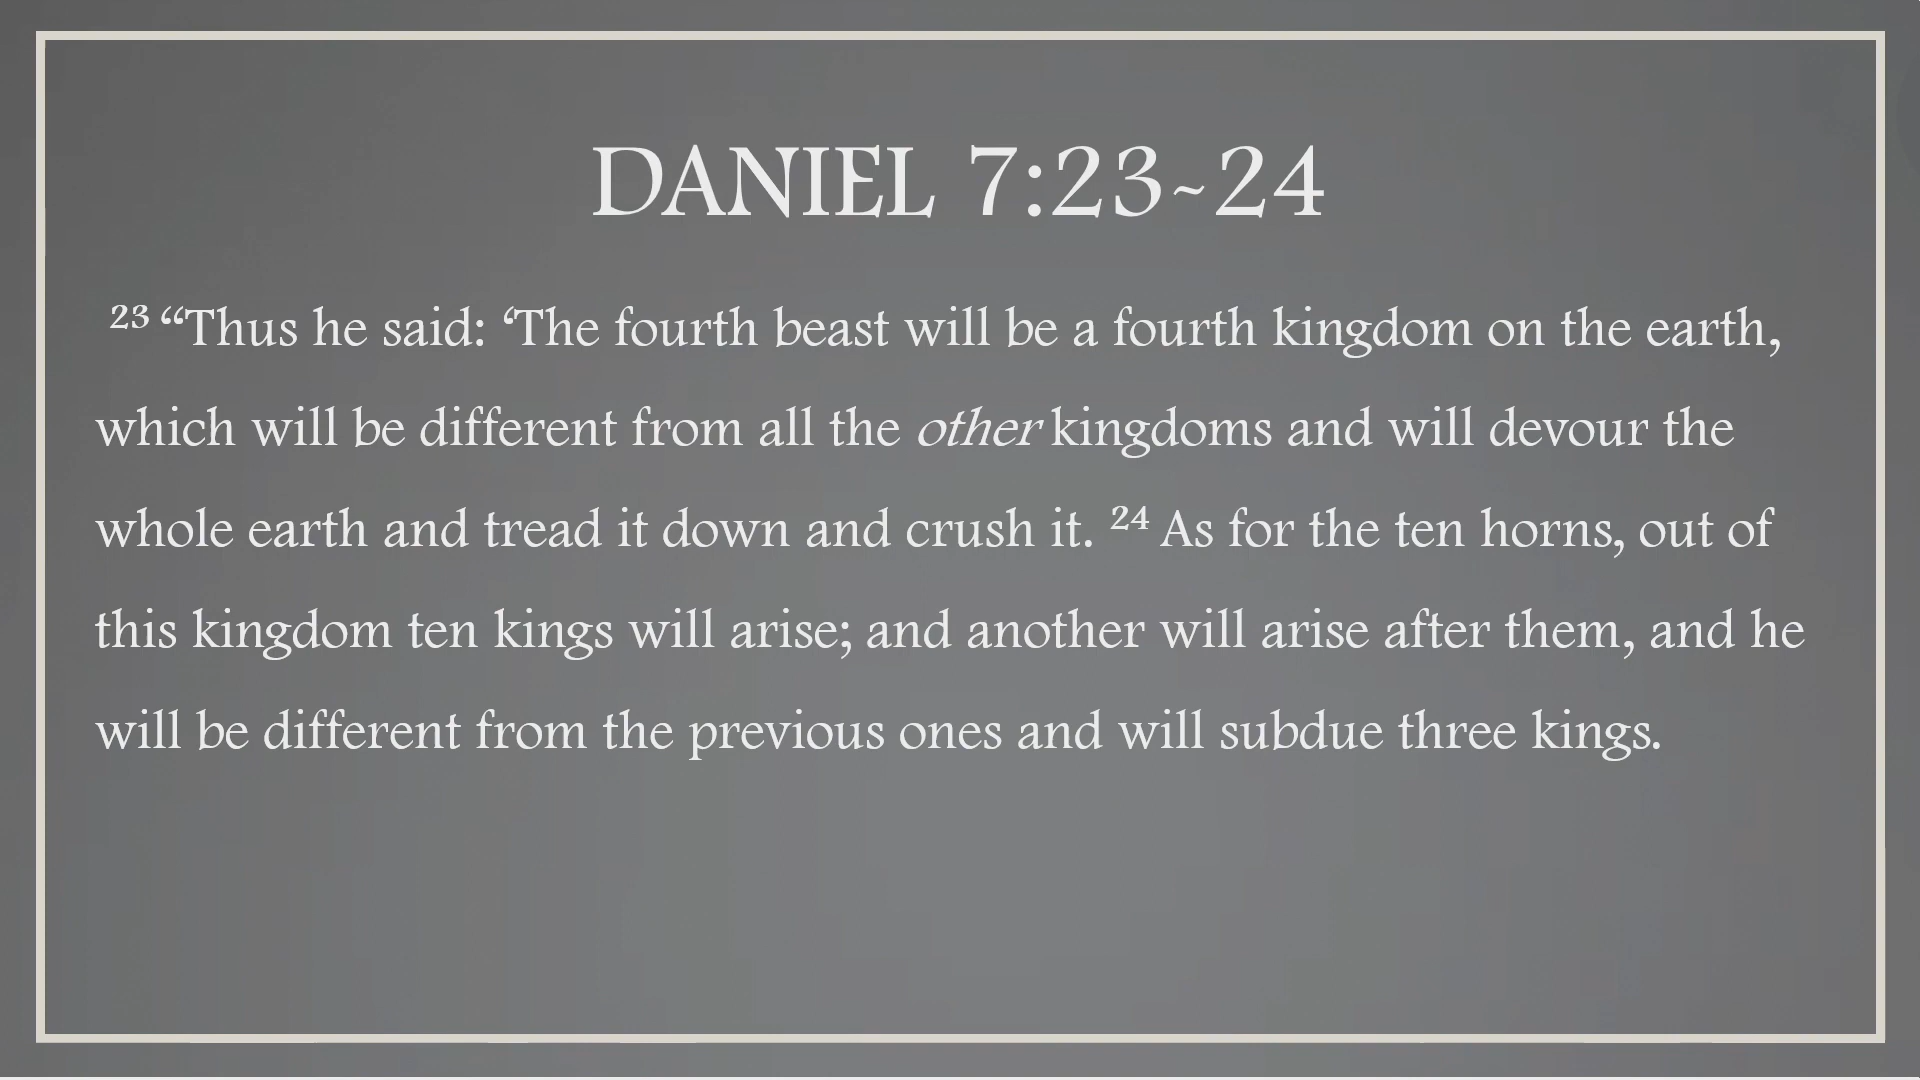 DANIEL 7:23~24
²³ “Thus he said: ‘The fourth beast will be a fourth kingdom on the earth,
which will be different from all the other kingdoms and will devour the
whole earth and tread it down and crush it. ²⁴ As for the ten horns, out of
this kingdom ten kings will arise; and another will arise after them, and he
will be different from the previous ones and will subdue three kings.